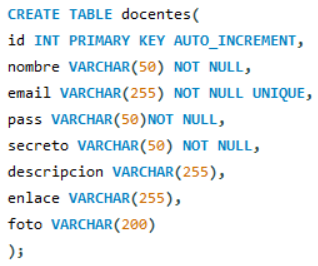 CREATE TABLE docentes(
id INT PRIMARY KEY AUTO_INCREMENT,
nombre VARCHAR(50) NOT NULL,
email VARCHAR(255) NOT NULL UNIQUE,
pass VARCHAR(50)NOT NULL,
secreto VARCHAR(50) NOT NULL,
descripcion VARCHAR(255),
enlace VARCHAR(255),
foto VARCHAR(200)
);